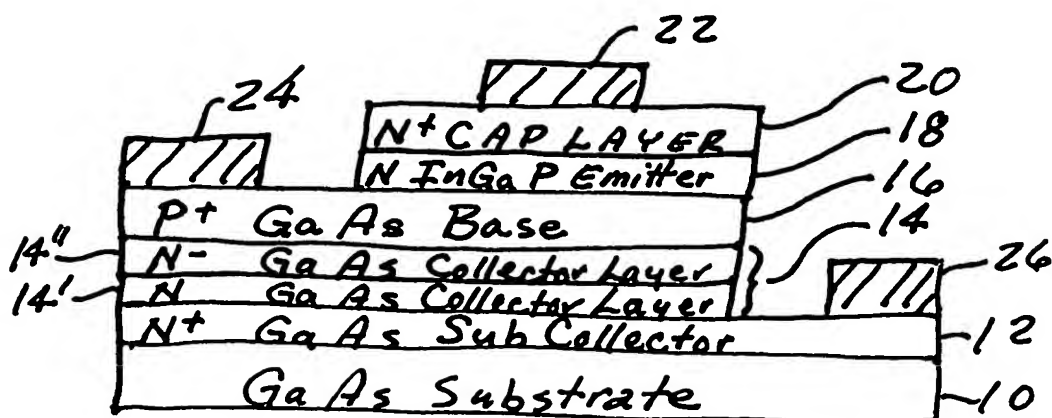 22
24
20
N+ CAP LAYER
18
N InGaP Emitter
16
P+ GaAs Base
14
14"
N- GaAs Collector Layer
26
14'
N GaAs Collector Layer
N+ GaAs Sub Collector
12
GaAs Substrate
10